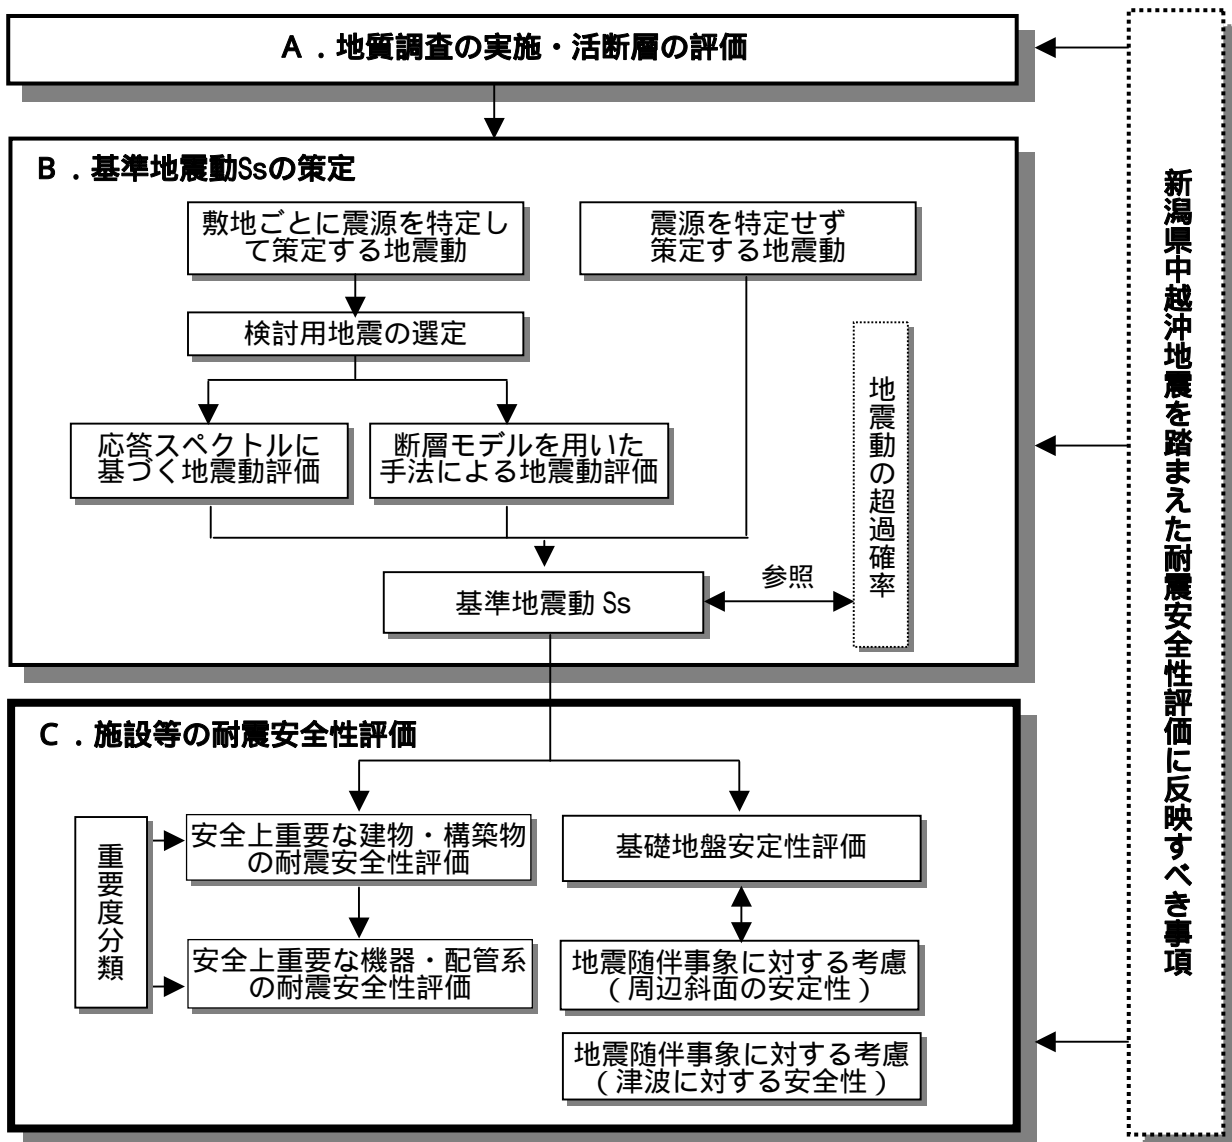 A．地質調査の実施・活断層の評価
B．基準地震動Ssの策定
敷地ごとに震源を特定し
て策定する地震動
震源を特定せず
策定する地震動
検討用地震の選定
応答スペクトルに
基づく地震動評価
断層モデルを用いた
手法による地震動評価
地震動の超過確率
基準地震動 Ss
参照
C．施設等の耐震安全性評価
重要度分類
安全上重要な建物・構築物
の耐震安全性評価
安全上重要な機器・配管系
の耐震安全性評価
基礎地盤安定性評価
地震随伴事象に対する考慮
（周辺斜面の安定性）
地震随伴事象に対する考慮
（津波に対する安全性）
新潟県中越沖地震を踏まえた耐震安全性評価に反映すべき事項